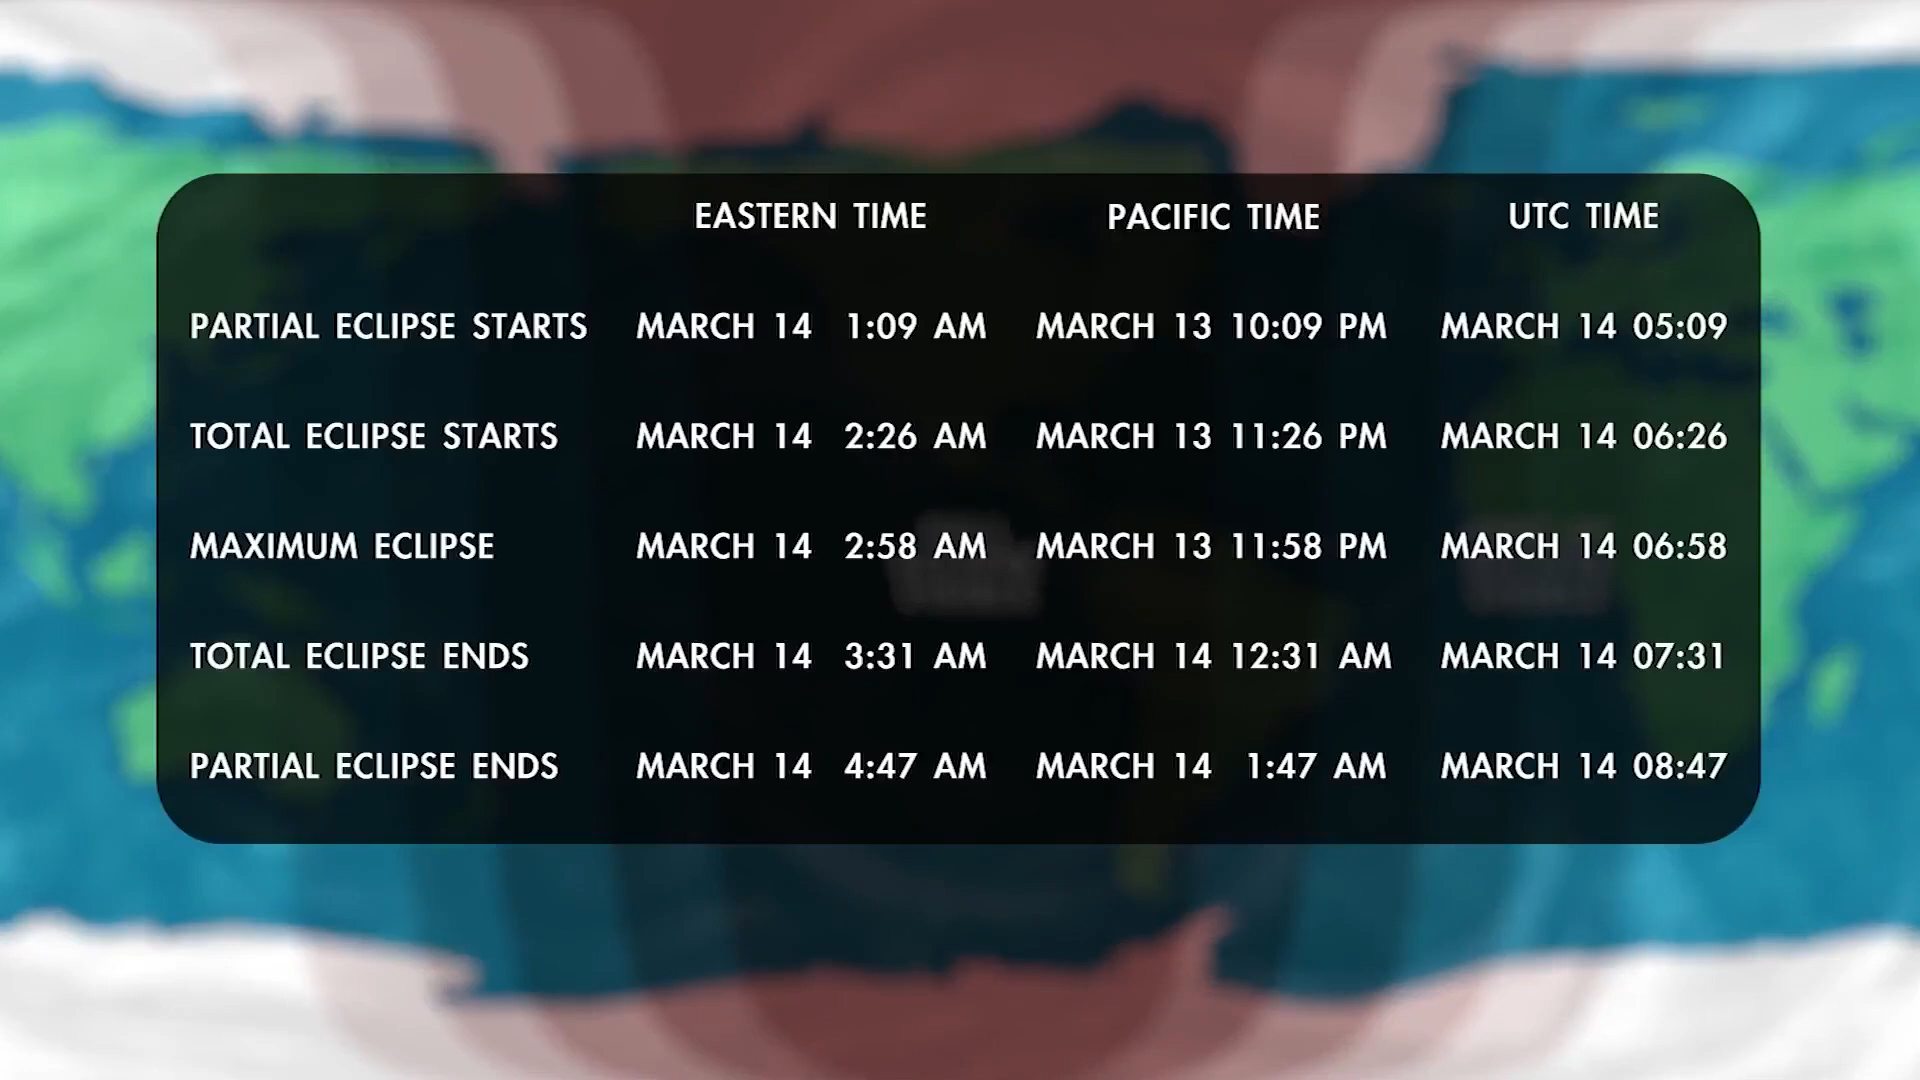 EASTERN TIME PACIFIC TIME UTC TIME
PARTIAL ECLIPSE STARTS MARCH 14 1:09 AM MARCH 13 10:09 PM MARCH 14 05:09
TOTAL ECLIPSE STARTS MARCH 14 2:26 AM MARCH 13 11:26 PM MARCH 14 06:26
MAXIMUM ECLIPSE MARCH 14 2:58 AM MARCH 13 11:58 PM MARCH 14 06:58
TOTAL ECLIPSE ENDS MARCH 14 3:31 AM MARCH 14 12:31 AM MARCH 14 07:31
PARTIAL ECLIPSE ENDS MARCH 14 4:47 AM MARCH 14 1:47 AM MARCH 14 08:47